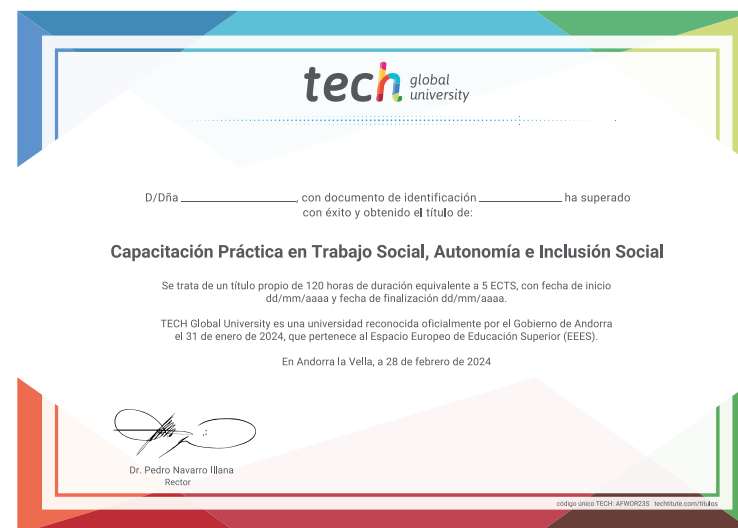 tech global university
D/Dña ____________, con documento de identificación ____________ ha superado
con éxito y obtenido el título de:
Capacitación Práctica en Trabajo Social, Autonomía e Inclusión Social
Se trata de un título propio de 120 horas de duración equivalente a 5 ECTS, con fecha de inicio
dd/mm/aaaa y fecha de finalización dd/mm/aaaa.
TECH Global University es una universidad reconocida oficialmente por el Gobierno de Andorra
el 31 de enero de 2024, que pertenece al Espacio Europeo de Educación Superior (EEES).
En Andorra la Vella, a 28 de febrero de 2024
Dr. Pedro Navarro Illana
Rector
código único TECH: AFWOR23S techtitute.com/titulos